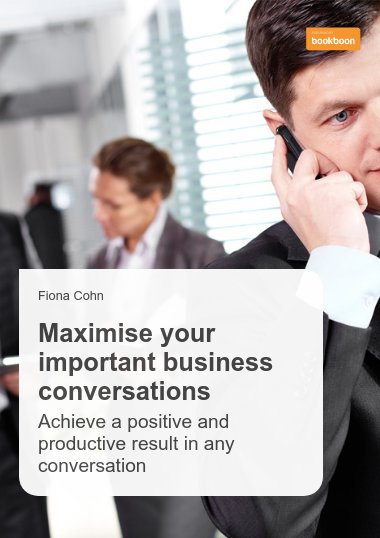 bookboon
Fiona Cohn
Maximise your
important business
conversations
Achieve a positive and
productive result in any
conversation